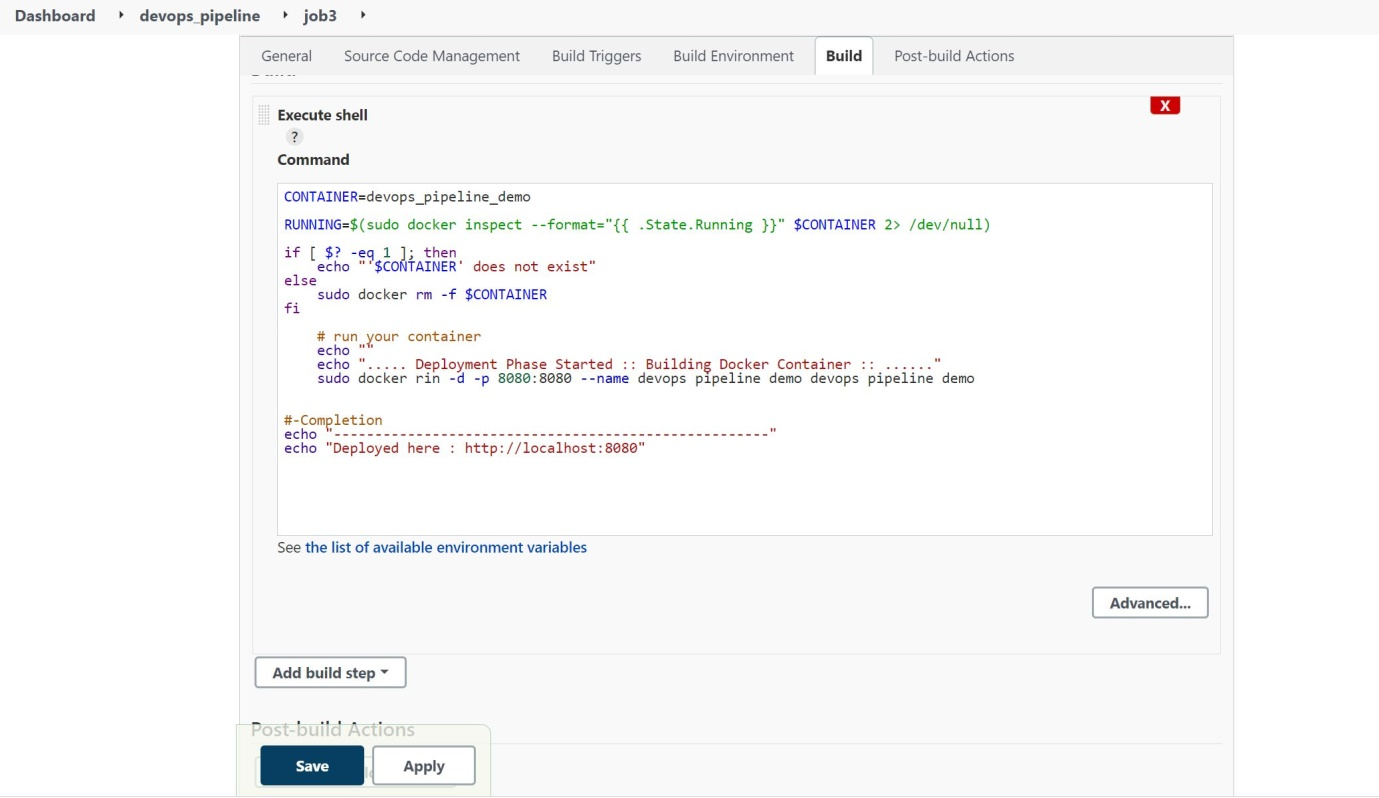 Dashboard devops_pipeline job3
General Source Code Management Build Triggers Build Environment Build Post-build Actions
Execute shell
X
?
Command
CONTAINER=devops_pipeline_demo
RUNNING=$(sudo docker inspect --format="{{ .State.Running }}" $CONTAINER 2> /dev/null)
if [ $? -eq 1 ]; then
echo "'$CONTAINER' does not exist"
else
sudo docker rm -f $CONTAINER
fi
# run your container
echo ""
echo "..... Deployment Phase Started :: Building Docker Container :: ......"
sudo docker rin -d -p 8080:8080 --name devops pipeline demo devops pipeline demo
#-Completion
echo "-----------------------------------------------------"
echo "Deployed here : http://localhost:8080"
See the list of available environment variables
Advanced...
Add build step
Post-build Actions
Save Apply